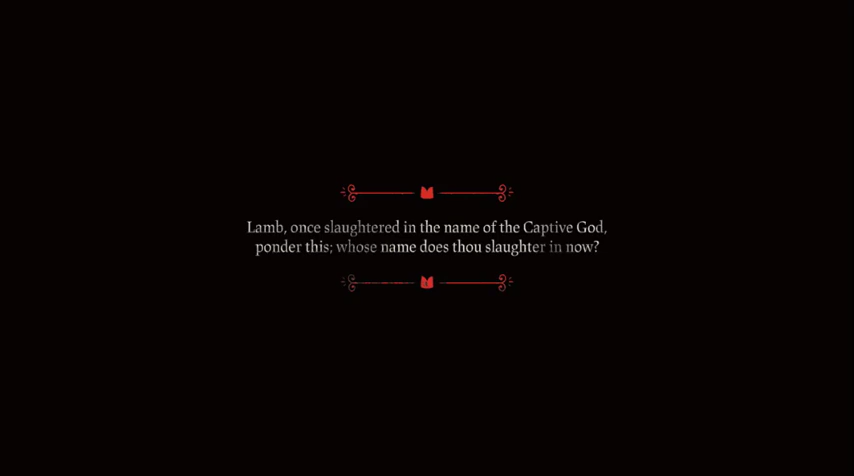 Lamb, once slaughtered in the name of the Captive God,
ponder this; whose name does thou slaughter in now?